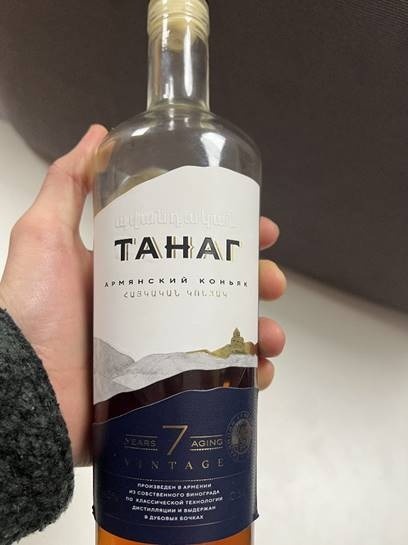 ավանդական
ТАНАГ
АРМЯНСКИЙ КОНЬЯК
ՀԱՅԿԱԿԱՆ ԿՈՆՅԱԿ
YEARS 7 AGING
VINTAGE
ПРОИЗВЕДЕН В АРМЕНИИ
ИЗ СОБСТВЕННОГО ВИНОГРАДА
ПО КЛАССИЧЕСКОЙ ТЕХНОЛОГИИ
ДИСТИЛЛЯЦИИ И ВЫДЕРЖАН
В ДУБОВЫХ БОЧКАХ